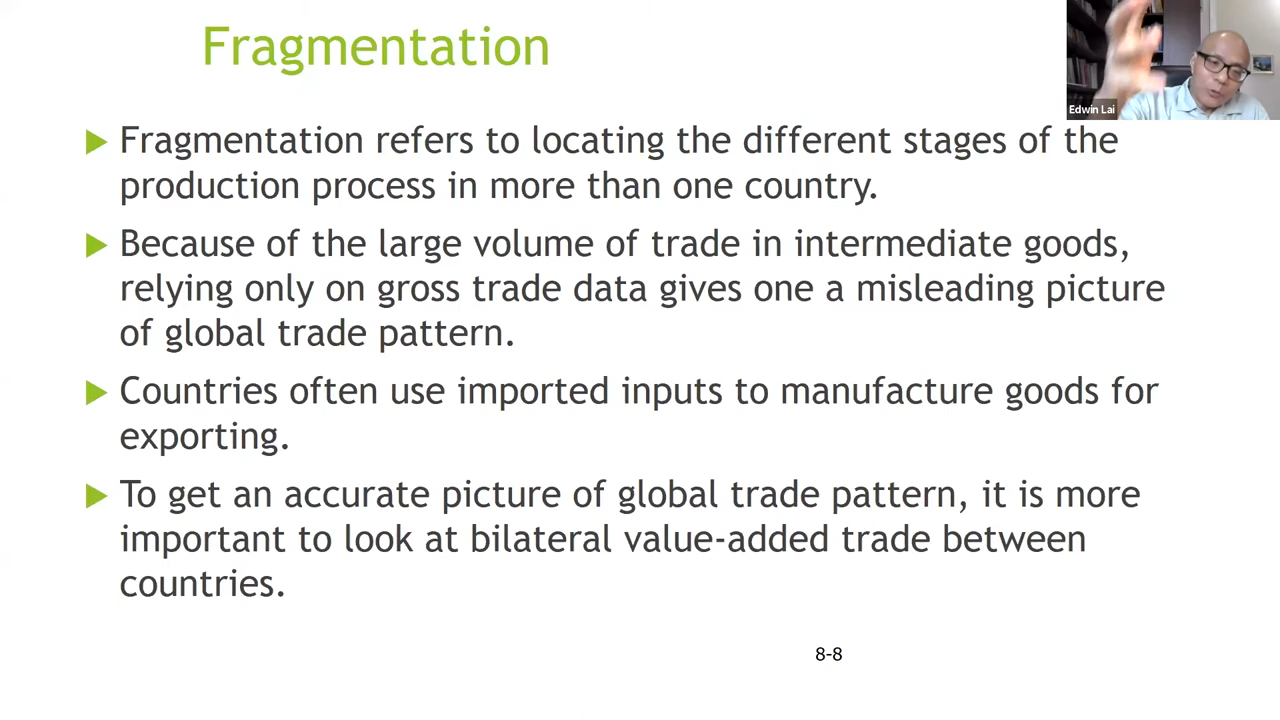 Fragmentation
Edwin Lai
▶ Fragmentation refers to locating the different stages of the
production process in more than one country.
▶ Because of the large volume of trade in intermediate goods,
relying only on gross trade data gives one a misleading picture
of global trade pattern.
▶ Countries often use imported inputs to manufacture goods for
exporting.
▶ To get an accurate picture of global trade pattern, it is more
important to look at bilateral value-added trade between
countries.
8-8